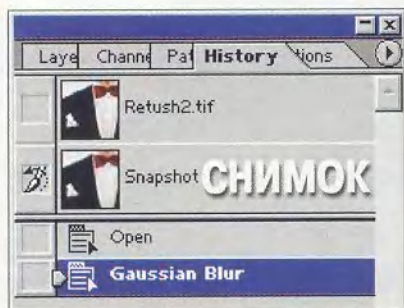 Laye Channe Pat History tions
Retush2.tif
Snapshot СНИМОК
Open
Gaussian Blur